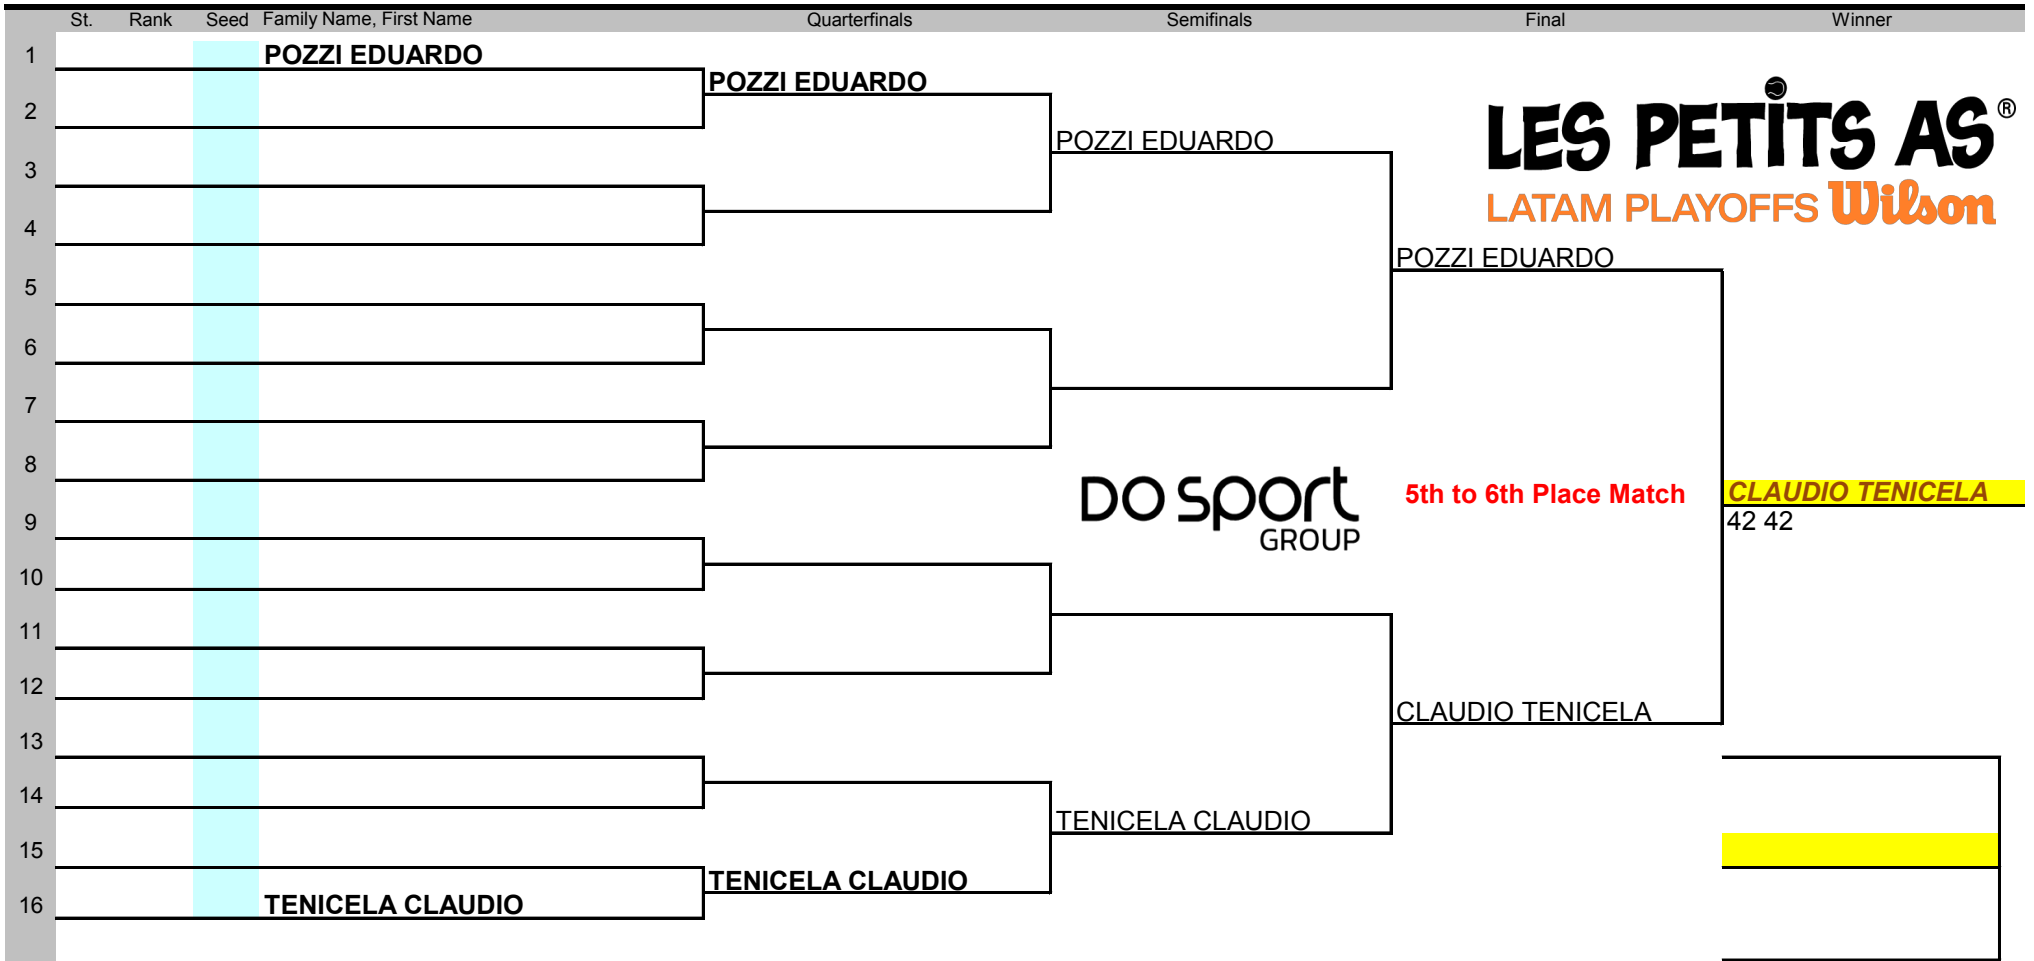 St. Rank Seed Family Name, First Name Quarterfinals Semifinals Final Winner
1 POZZI EDUARDO
POZZI EDUARDO
2
POZZI EDUARDO
3
4
5
6
7
8
9
10
11
12
13
14
15
16
LES PETITS AS®
LATAM PLAYOFFS Wilson
POZZI EDUARDO
DO SPORT
GROUP
5th to 6th Place Match
CLAUDIO TENICELA
42 42
CLAUDIO TENICELA
TENICELA CLAUDIO
TENICELA CLAUDIO
TENICELA CLAUDIO